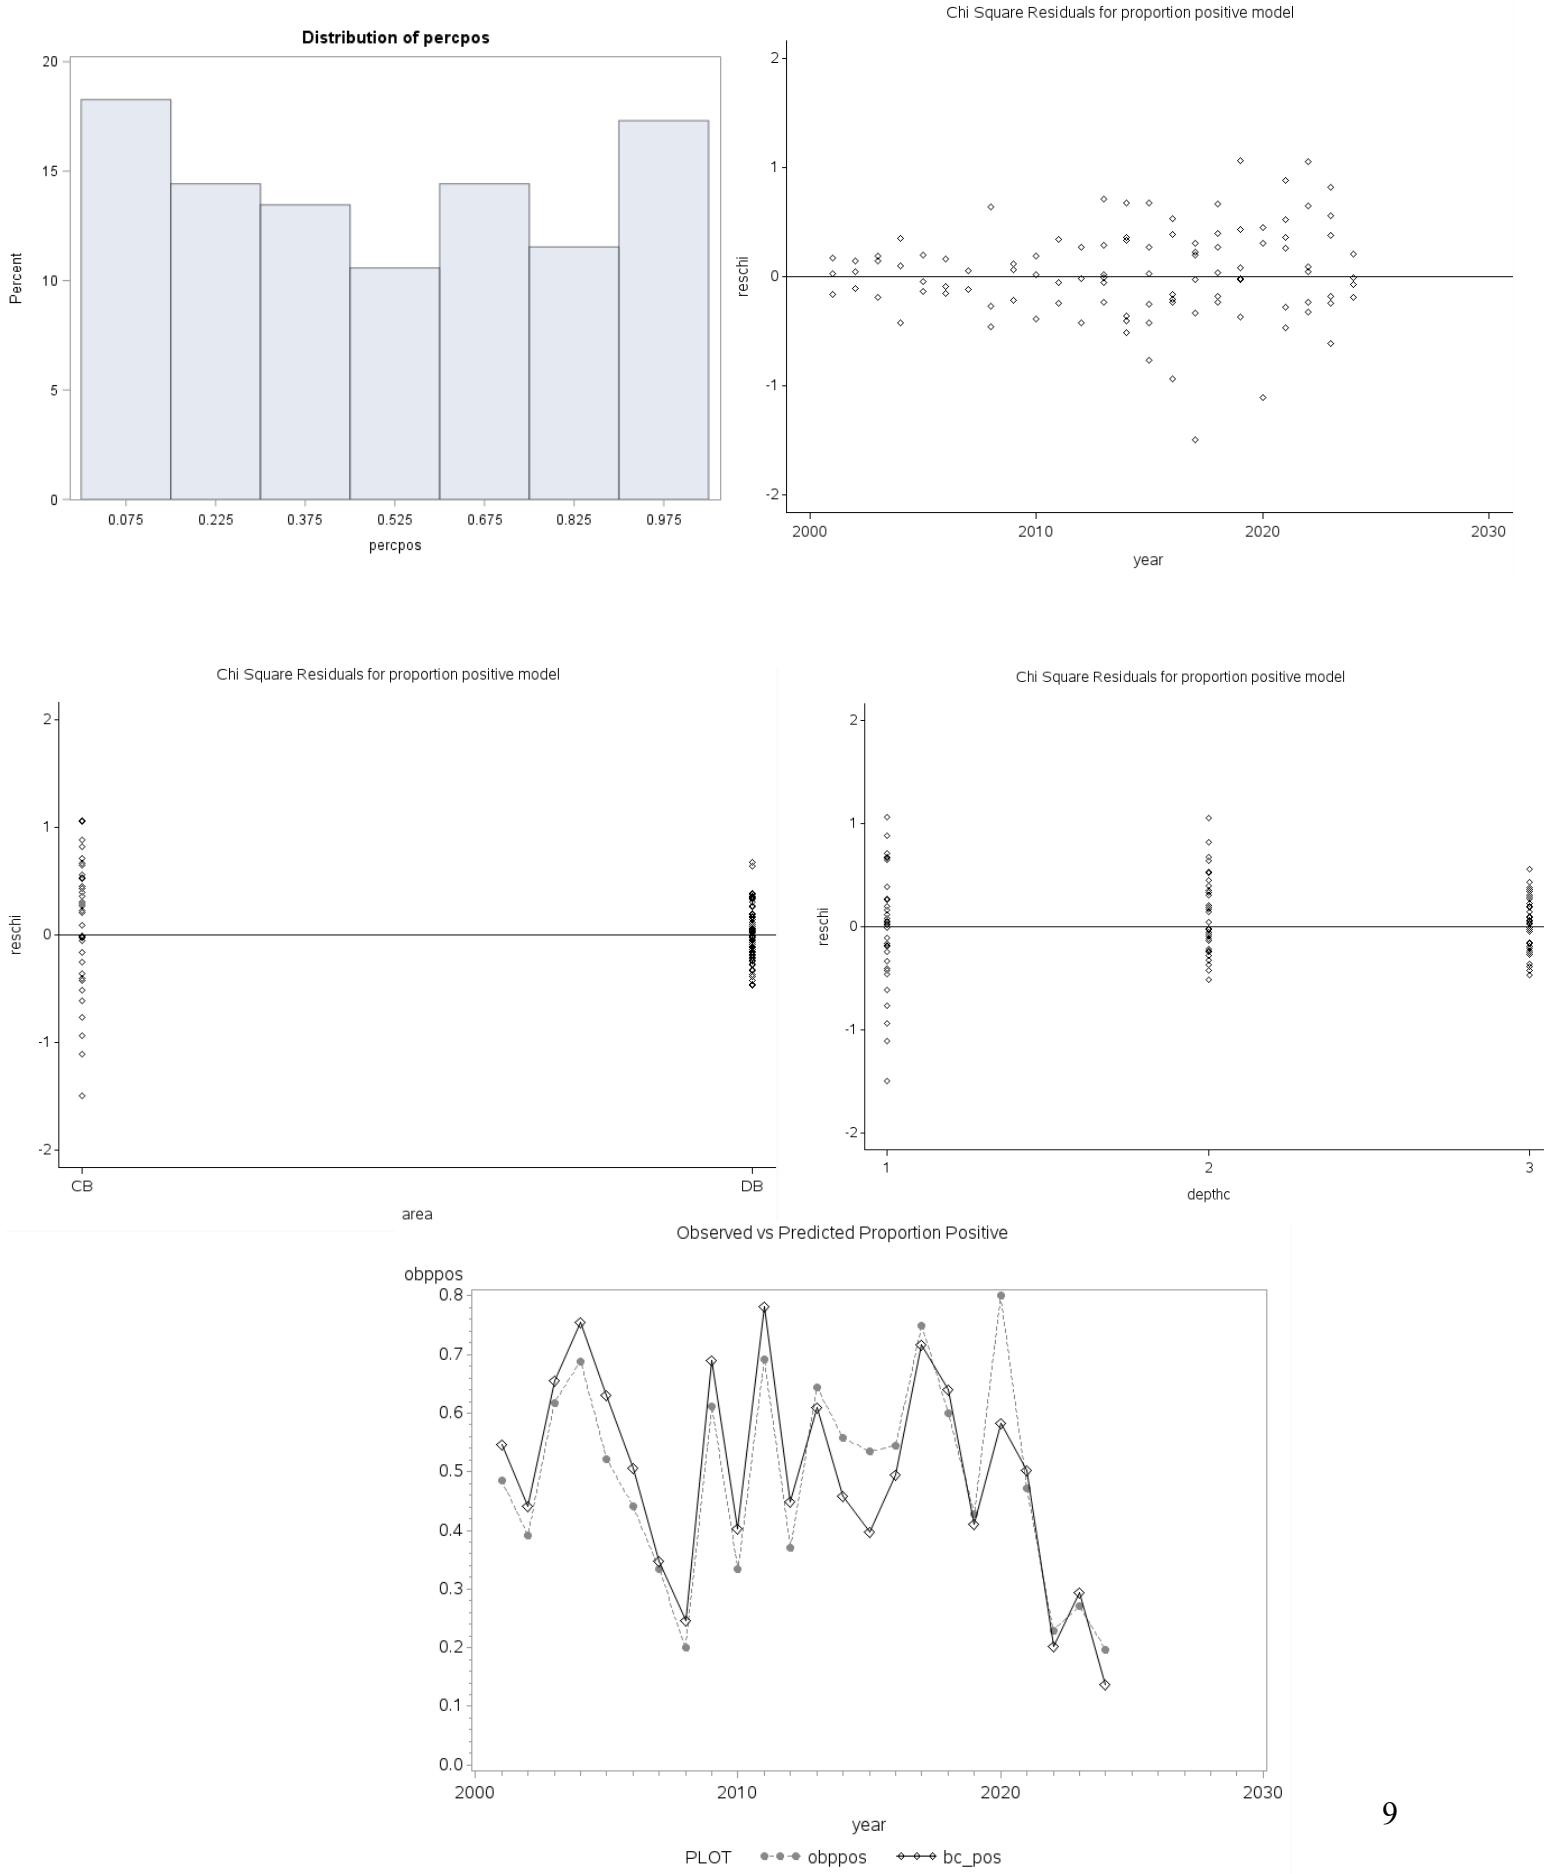 Distribution of percpos
20
15
10
5
0
Percent
0.075 0.225 0.375 0.525 0.675 0.825 0.975
percpos
Chi Square Residuals for proportion positive model
2
1
0
-1
-2
reschi
2000 2010 2020 2030
year
Chi Square Residuals for proportion positive model
2
1
0
-1
-2
reschi
CB DB
area
Chi Square Residuals for proportion positive model
2
1
0
-1
-2
reschi
1 2 3
depthc
Observed vs Predicted Proportion Positive
obppos
0.8
0.7
0.6
0.5
0.4
0.3
0.2
0.1
0.0
2000 2010 2020 2030
year
PLOT obppos bc_pos
9